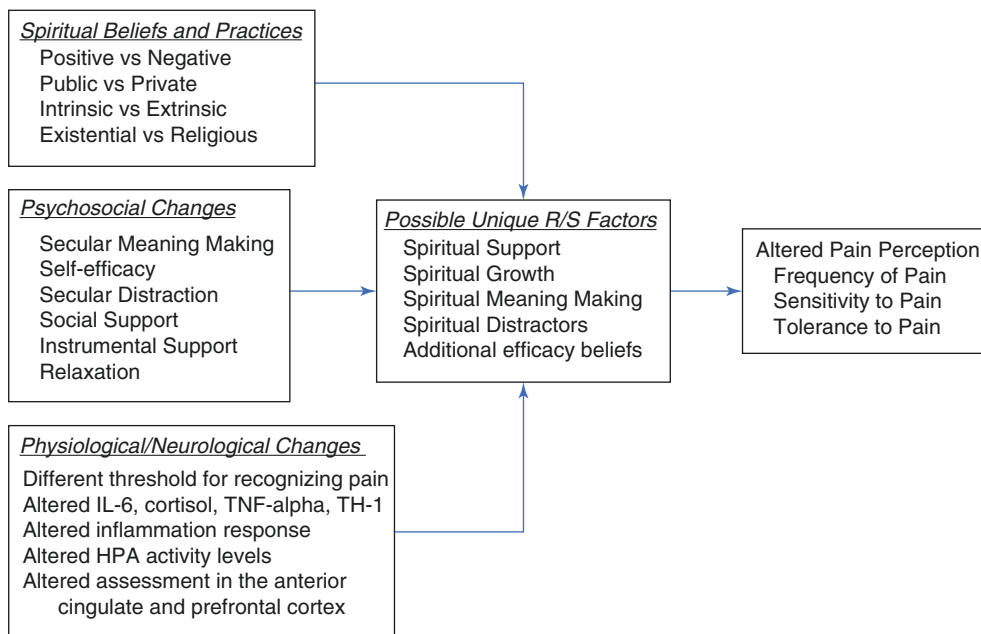 Spiritual Beliefs and Practices
Positive vs Negative
Public vs Private
Intrinsic vs Extrinsic
Existential vs Religious
Psychosocial Changes
Secular Meaning Making
Self-efficacy
Secular Distraction
Social Support
Instrumental Support
Relaxation
Physiological/Neurological Changes
Different threshold for recognizing pain
Altered IL-6, cortisol, TNF-alpha, TH-1
Altered inflammation response
Altered HPA activity levels
Altered assessment in the anterior
cingulate and prefrontal cortex
Possible Unique R/S Factors
Spiritual Support
Spiritual Growth
Spiritual Meaning Making
Spiritual Distractors
Additional efficacy beliefs
Altered Pain Perception
Frequency of Pain
Sensitivity to Pain
Tolerance to Pain